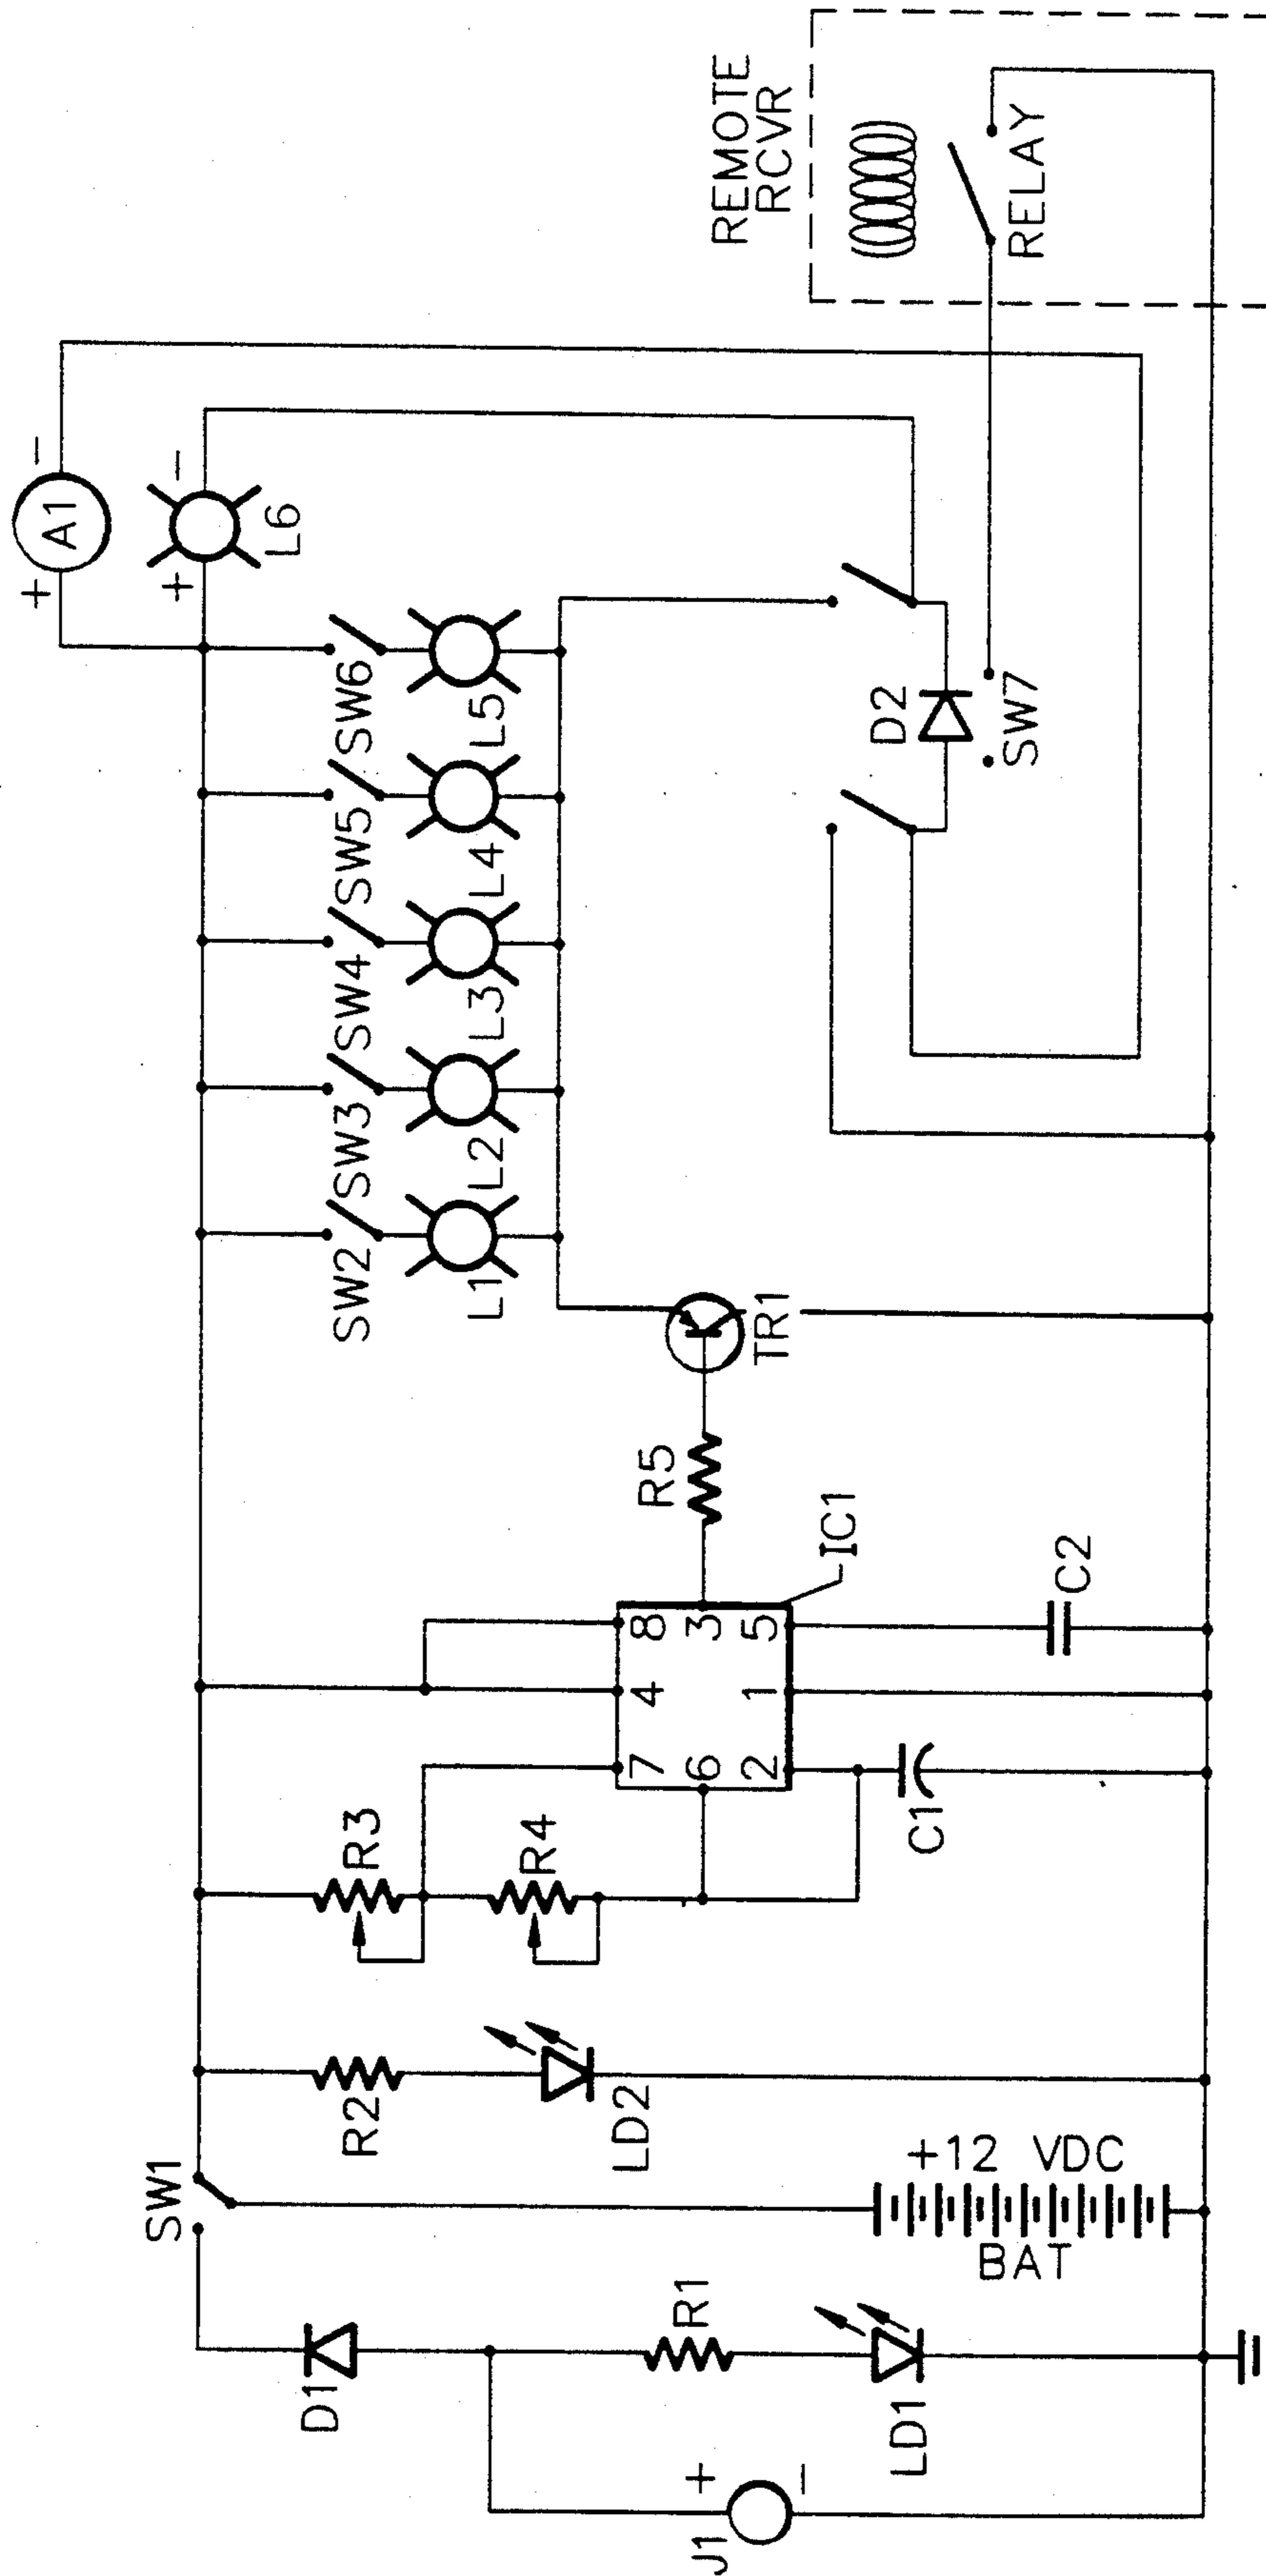 REMOTE
RCVR
RELAY
+ A1 −
+ −
L6
SW2
SW3
SW4
SW5
SW6
L1
L2
L3
L4
L5
D2
SW7
TR1
R5
IC1
8
3
5
4
1
7
6
2
C2
C1
R3
R4
SW1
R2
LD2
+12 VDC
BAT
D1
R1
LD1
+
−
J1